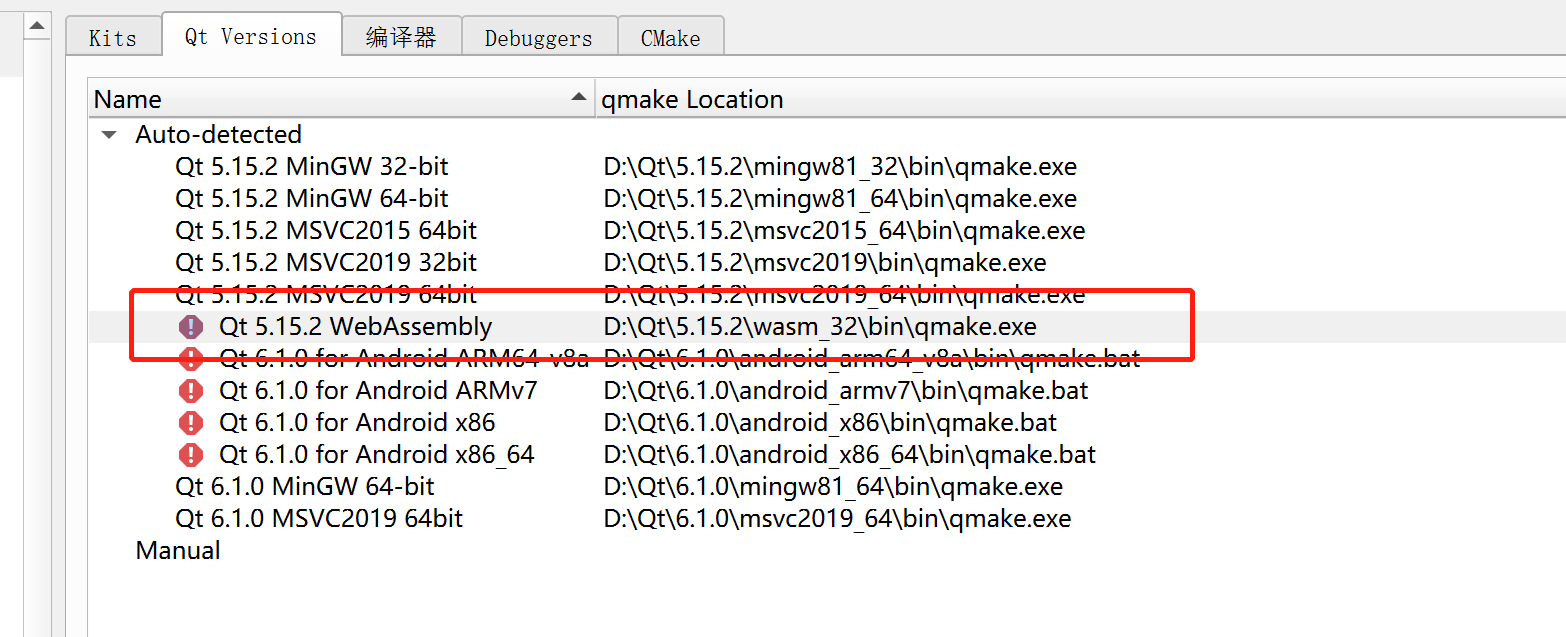 Kits Qt Versions 编译器 Debuggers CMake
Name qmake Location
Auto-detected
Qt 5.15.2 MinGW 32-bit D:\Qt\5.15.2\mingw81_32\bin\qmake.exe
Qt 5.15.2 MinGW 64-bit D:\Qt\5.15.2\mingw81_64\bin\qmake.exe
Qt 5.15.2 MSVC2015 64bit D:\Qt\5.15.2\msvc2015_64\bin\qmake.exe
Qt 5.15.2 MSVC2019 32bit D:\Qt\5.15.2\msvc2019\bin\qmake.exe
Qt 5.15.2 MSVC2019 64bit D:\Qt\5.15.2\msvc2019_64\bin\qmake.exe
Qt 5.15.2 WebAssembly D:\Qt\5.15.2\wasm_32\bin\qmake.exe
Qt 6.1.0 for Android ARM64-v8a D:\Qt\6.1.0\android_arm64_v8a\bin\qmake.bat
Qt 6.1.0 for Android ARMv7 D:\Qt\6.1.0\android_armv7\bin\qmake.bat
Qt 6.1.0 for Android x86 D:\Qt\6.1.0\android_x86\bin\qmake.bat
Qt 6.1.0 for Android x86_64 D:\Qt\6.1.0\android_x86_64\bin\qmake.bat
Qt 6.1.0 MinGW 64-bit D:\Qt\6.1.0\mingw81_64\bin\qmake.exe
Qt 6.1.0 MSVC2019 64bit D:\Qt\6.1.0\msvc2019_64\bin\qmake.exe
Manual